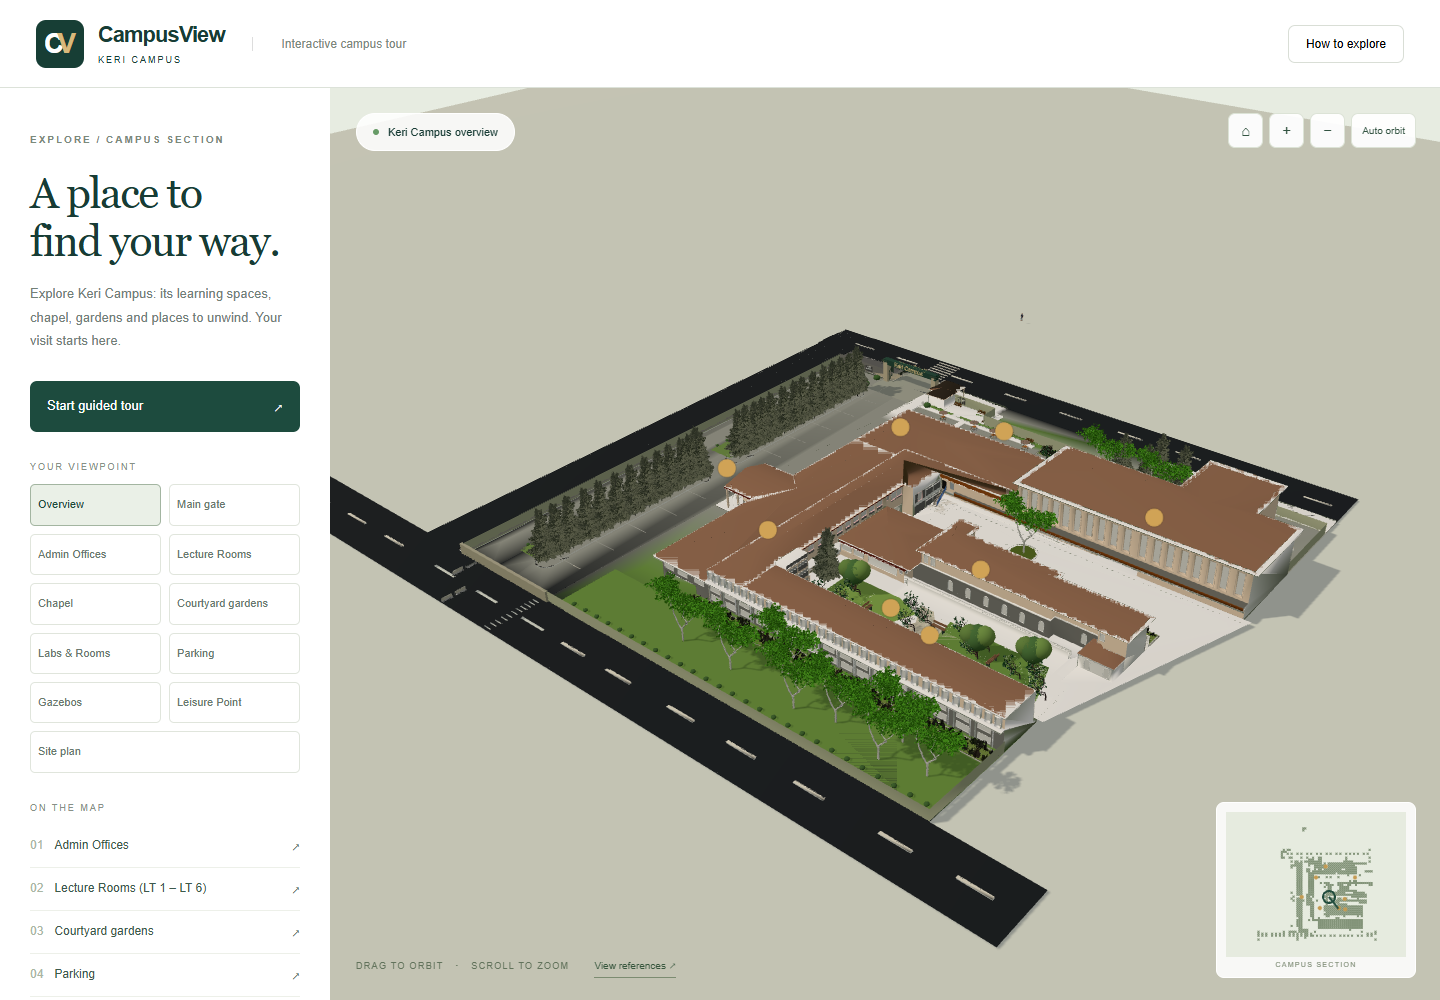 CV
CampusView
KERI CAMPUS
Interactive campus tour
How to explore
EXPLORE / CAMPUS SECTION
A place to
find your way.
Explore Keri Campus: its learning spaces,
chapel, gardens and places to unwind. Your
visit starts here.
Start guided tour ↗
YOUR VIEWPOINT
Overview
Main gate
Admin Offices
Lecture Rooms
Chapel
Courtyard gardens
Labs & Rooms
Parking
Gazebos
Leisure Point
Site plan
ON THE MAP
01 Admin Offices ↗
02 Lecture Rooms (LT 1 – LT 6) ↗
03 Courtyard gardens ↗
04 Parking ↗
Keri Campus overview
⌂
+
−
Auto orbit
DRAG TO ORBIT · SCROLL TO ZOOM
View references ↗
CAMPUS SECTION